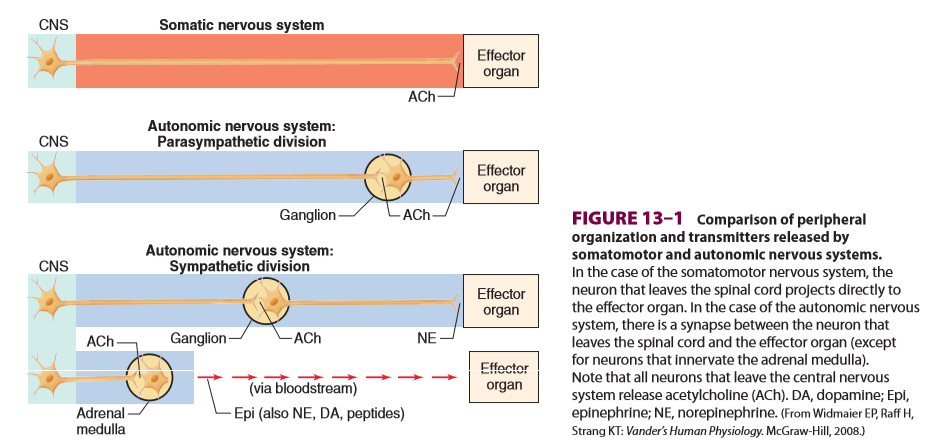 CNS
Somatic nervous system
Effector
organ
ACh
Autonomic nervous system:
Parasympathetic division
CNS
Effector
organ
Ganglion
ACh
Autonomic nervous system:
Sympathetic division
CNS
Effector
organ
ACh
Ganglion
ACh
NE
Effector
organ
(via bloodstream)
Adrenal
medulla
Epi (also NE, DA, peptides)
FIGURE 13–1 Comparison of peripheral
organization and transmitters released by
somatomotor and autonomic nervous systems.
In the case of the somatomotor nervous system, the
neuron that leaves the spinal cord projects directly to
the effector organ. In the case of the autonomic nervous
system, there is a synapse between the neuron that
leaves the spinal cord and the effector organ (except
for neurons that innervate the adrenal medulla).
Note that all neurons that leave the central nervous
system release acetylcholine (ACh). DA, dopamine; Epi,
epinephrine; NE, norepinephrine. (From Widmaier EP, Raff H,
Strang KT: Vander's Human Physiology. McGraw-Hill, 2008.)